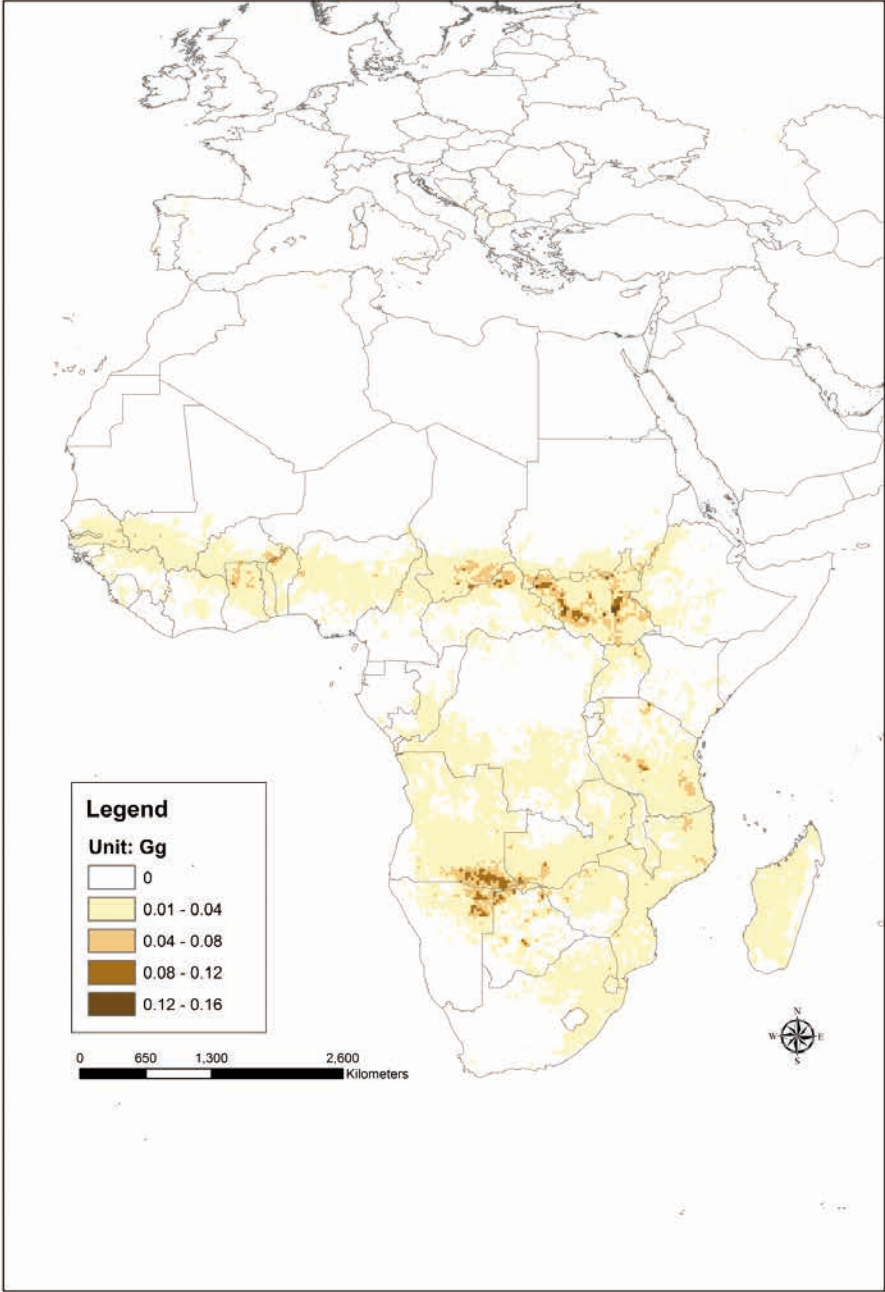 Legend
Unit: Gg
0
0.01 - 0.04
0.04 - 0.08
0.08 - 0.12
0.12 - 0.16
0 650 1,300 2,600
Kilometers
N
W E
S